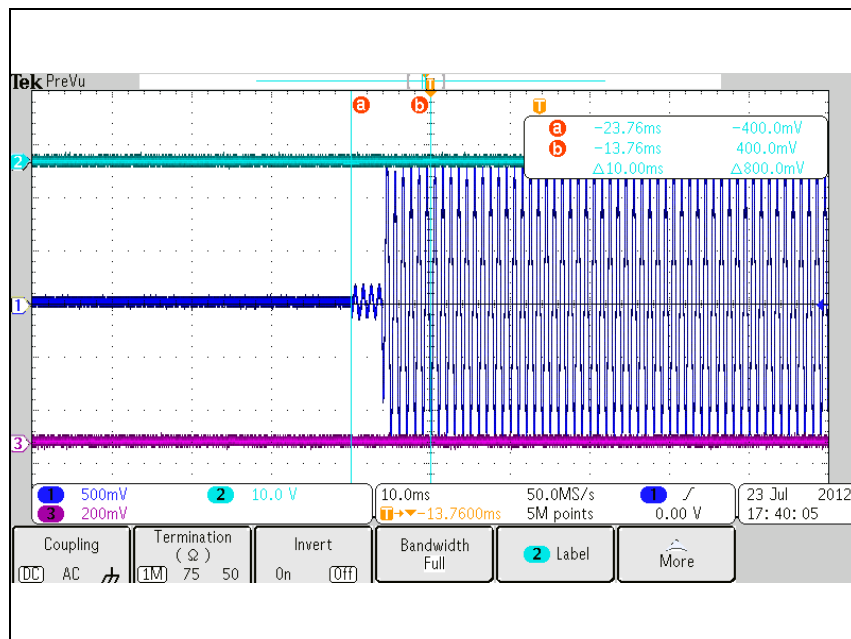 Tek PreVu
T
a b T
a -23.76ms -400.0mV
b -13.76ms 400.0mV
△10.00ms △800.0mV
2
1
3
1 500mV 2 10.0 V
3 200mV
10.0ms 50.0MS/s
T→▼-13.7600ms 5M points
1 ƒ
0.00 V
23 Jul 2012
17:40:05
Coupling
DC AC
Termination
(Ω)
1M 75 50
Invert
On Off
Bandwidth
Full
2 Label
More